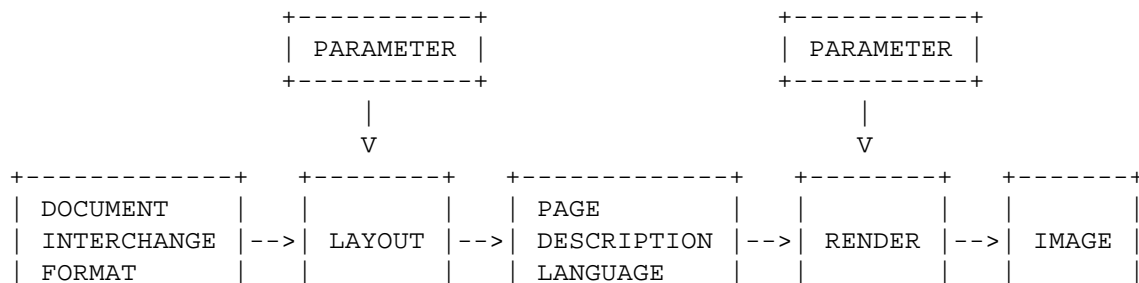 PARAMETER PARAMETER
V V
DOCUMENT PAGE
INTERCHANGE LAYOUT DESCRIPTION RENDER IMAGE
FORMAT LANGUAGE